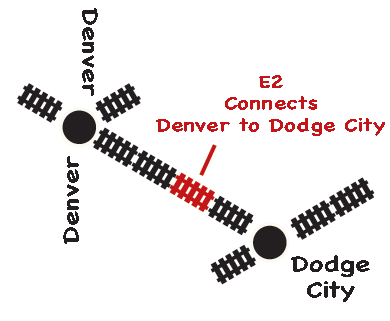 Denver
E2
Connects
Denver to Dodge City
Denver
Dodge
City